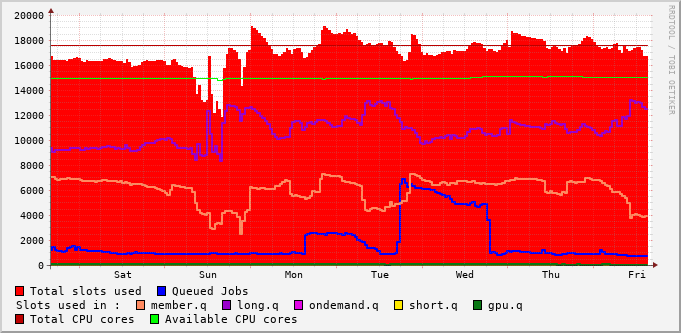 20000
18000
16000
14000
12000
10000
8000
6000
4000
2000
0
Sat Sun Mon Tue Wed Thu Fri
RRDTOOL / TOBI OETIKER
Total slots used Queued Jobs
Slots used in : member.q long.q ondemand.q short.q gpu.q
Total CPU cores Available CPU cores